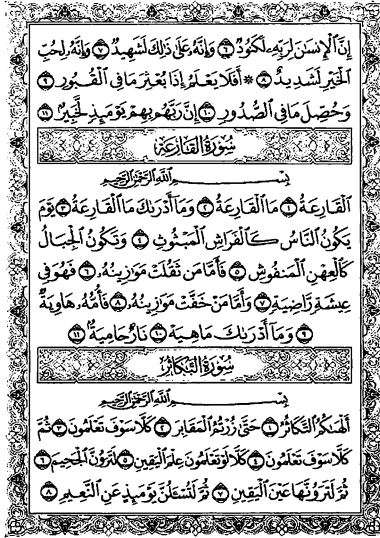 إِنَّ الْإِنسَانَ لِرَبِّهِ لَكَنُودٌ ٦ وَإِنَّهُ عَلَىٰ ذَٰلِكَ لَشَهِيدٌ ٧ وَإِنَّهُ لِحُبِّ
الْخَيْرِ لَشَدِيدٌ ٨ ۞ أَفَلَا يَعْلَمُ إِذَا بُعْثِرَ مَا فِي الْقُبُورِ ٩
وَحُصِّلَ مَا فِي الصُّدُورِ ١٠ إِنَّ رَبَّهُم بِهِمْ يَوْمَئِذٍ لَّخَبِيرٌ ١١
سُورَةُ القَارِعَةِ
بِسْمِ اللَّهِ الرَّحْمَٰنِ الرَّحِيمِ
الْقَارِعَةُ ١ مَا الْقَارِعَةُ ٢ وَمَا أَدْرَاكَ مَا الْقَارِعَةُ ٣ يَوْمَ
يَكُونُ النَّاسُ كَالْفَرَاشِ الْمَبْثُوثِ ٤ وَتَكُونُ الْجِبَالُ
كَالْعِهْنِ الْمَنفُوشِ ٥ فَأَمَّا مَن ثَقُلَتْ مَوَازِينُهُ ٦ فَهُوَ فِي
عِيشَةٍ رَّاضِيَةٍ ٧ وَأَمَّا مَنْ خَفَّتْ مَوَازِينُهُ ٨ فَأُمُّهُ هَاوِيَةٌ
٩ وَمَا أَدْرَاكَ مَا هِيَهْ ١٠ نَارٌ حَامِيَةٌ ١١
سُورَةُ التَّكَاثُرِ
بِسْمِ اللَّهِ الرَّحْمَٰنِ الرَّحِيمِ
أَلْهَاكُمُ التَّكَاثُرُ ١ حَتَّىٰ زُرْتُمُ الْمَقَابِرَ ٢ كَلَّا سَوْفَ تَعْلَمُونَ ٣ ثُمَّ
كَلَّا سَوْفَ تَعْلَمُونَ ٤ كَلَّا لَوْ تَعْلَمُونَ عِلْمَ الْيَقِينِ ٥ لَتَرَوُنَّ الْجَحِيمَ ٦
ثُمَّ لَتَرَوُنَّهَا عَيْنَ الْيَقِينِ ٧ ثُمَّ لَتُسْأَلُنَّ يَوْمَئِذٍ عَنِ النَّعِيمِ ٨